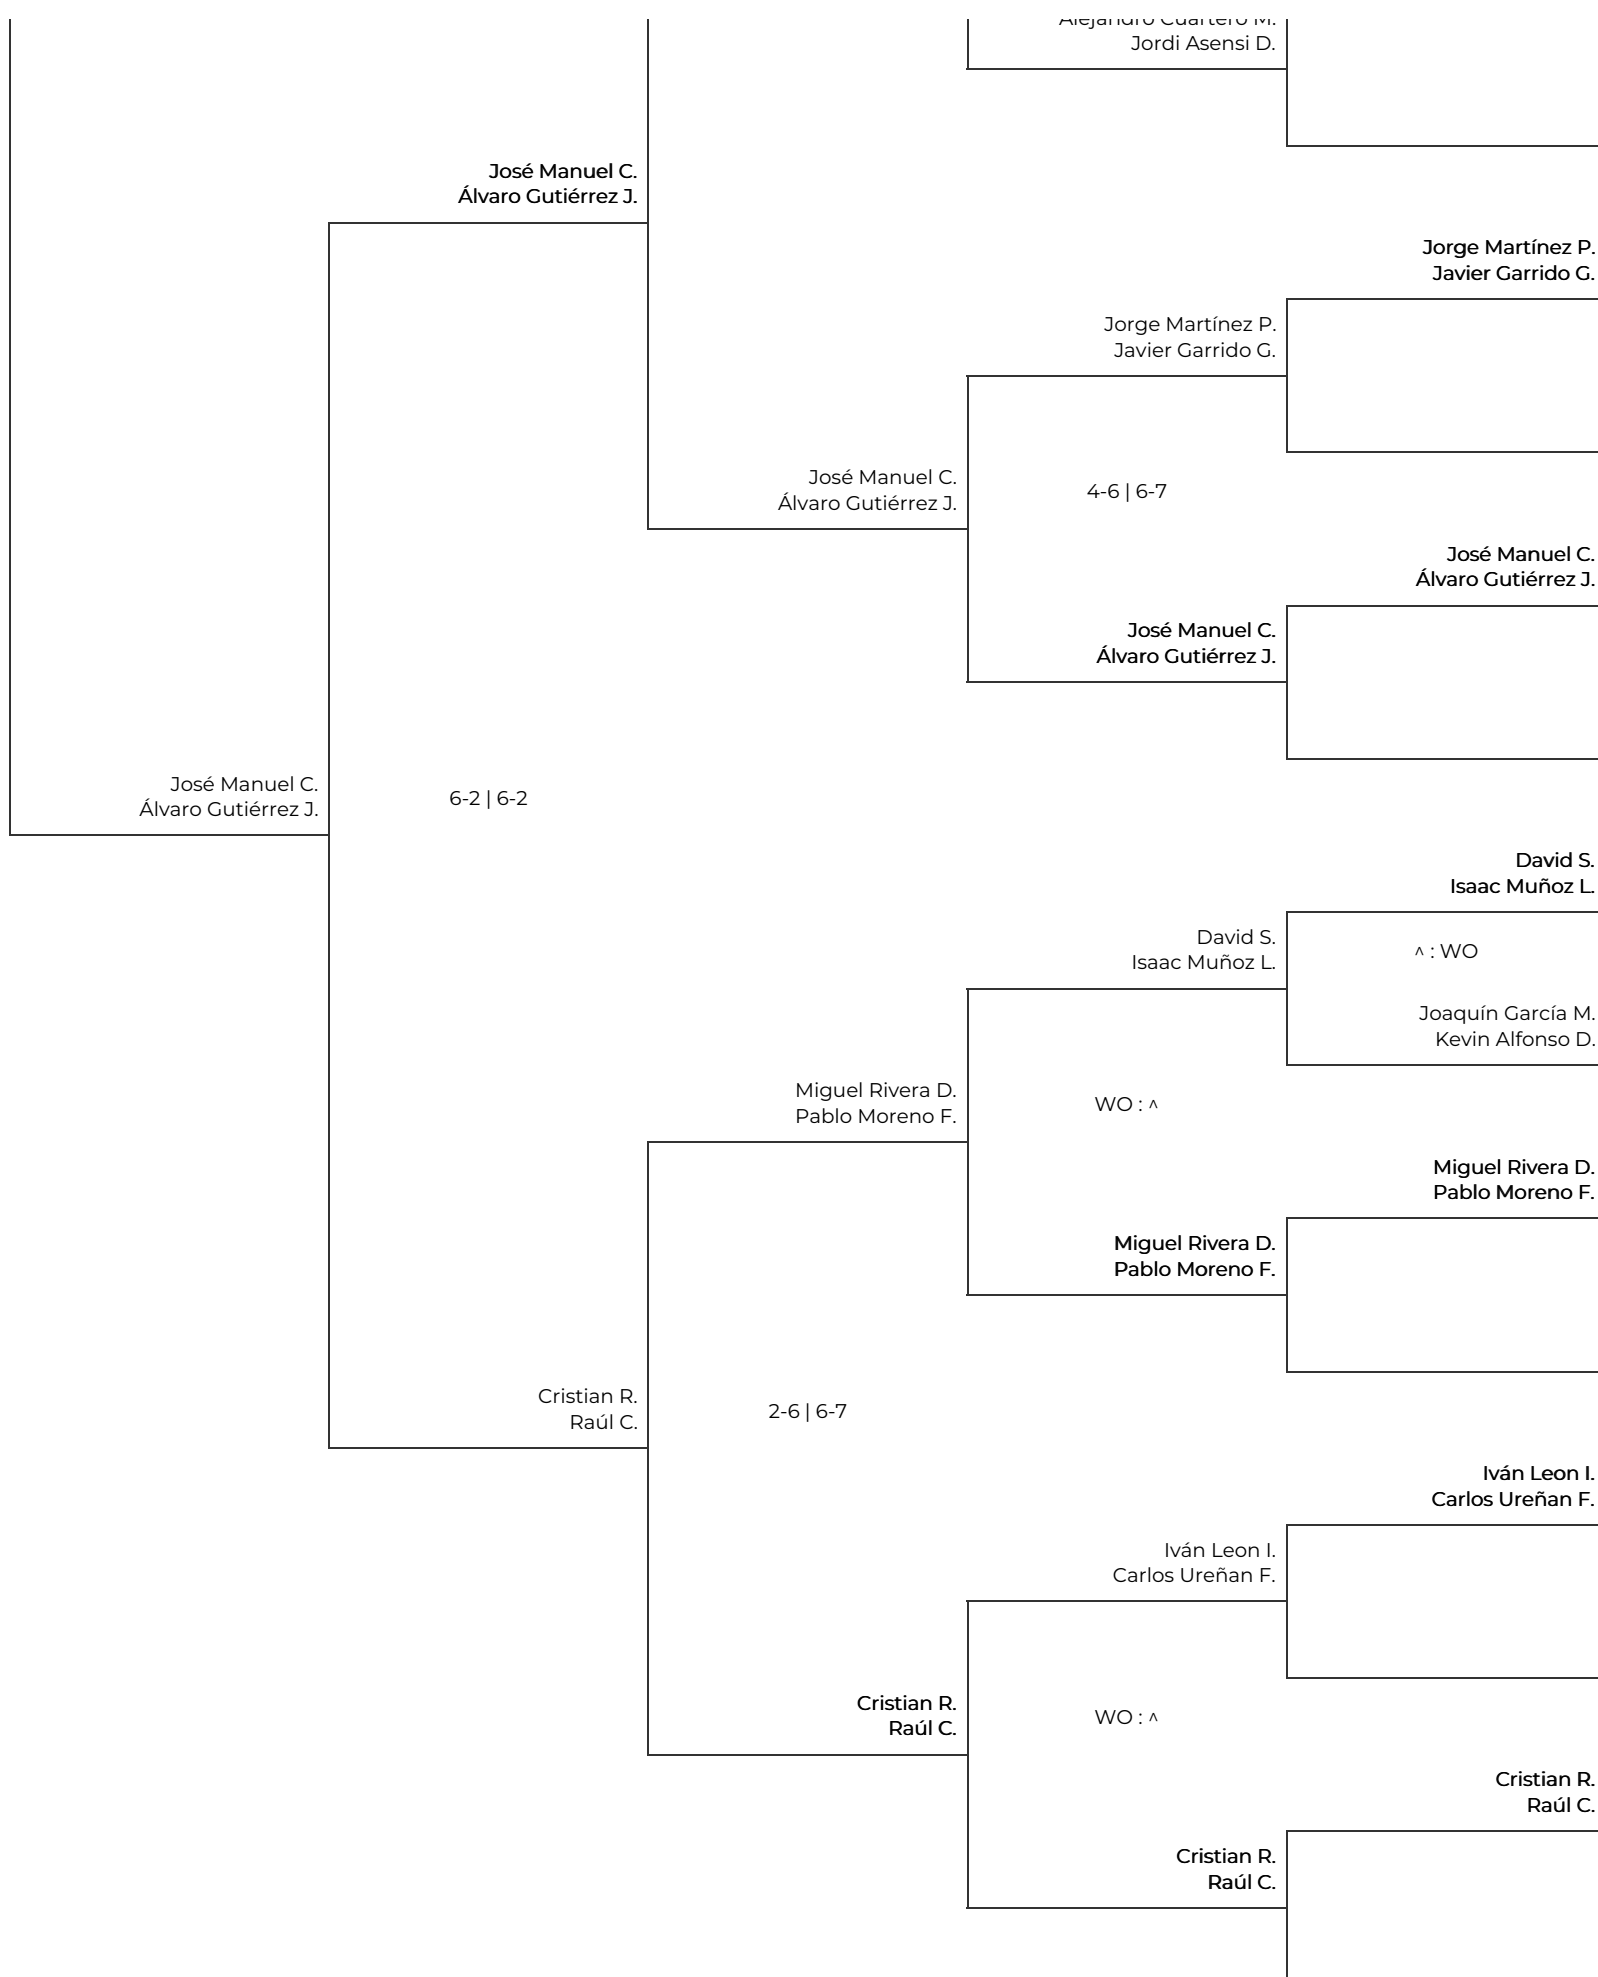 Alejandro Cuartero M.
Jordi Asensi D.
José Manuel C.
Álvaro Gutiérrez J.
Jorge Martínez P.
Javier Garrido G.
Jorge Martínez P.
Javier Garrido G.
José Manuel C.
Álvaro Gutiérrez J.
4-6 | 6-7
José Manuel C.
Álvaro Gutiérrez J.
José Manuel C.
Álvaro Gutiérrez J.
José Manuel C.
Álvaro Gutiérrez J.
6-2 | 6-2
David S.
Isaac Muñoz L.
David S.
Isaac Muñoz L.
^ : WO
Joaquín García M.
Kevin Alfonso D.
Miguel Rivera D.
Pablo Moreno F.
WO : ^
Miguel Rivera D.
Pablo Moreno F.
Miguel Rivera D.
Pablo Moreno F.
Cristian R.
Raúl C.
2-6 | 6-7
Iván Leon I.
Carlos Ureñan F.
Iván Leon I.
Carlos Ureñan F.
Cristian R.
Raúl C.
WO : ^
Cristian R.
Raúl C.
Cristian R.
Raúl C.